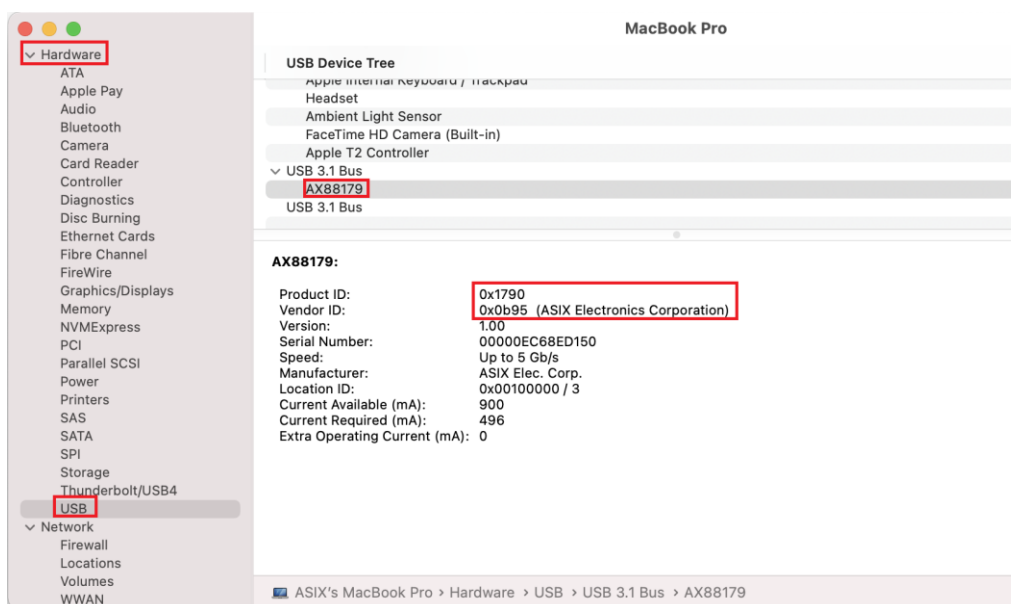 MacBook Pro
Hardware
ATA
Apple Pay
Audio
Bluetooth
Camera
Card Reader
Controller
Diagnostics
Disc Burning
Ethernet Cards
Fibre Channel
FireWire
Graphics/Displays
Memory
NVMExpress
PCI
Parallel SCSI
Power
Printers
SAS
SATA
SPI
Storage
Thunderbolt/USB4
USB
Network
Firewall
Locations
Volumes
WWAN
USB Device Tree
Apple Internal Keyboard / Trackpad
Headset
Ambient Light Sensor
FaceTime HD Camera (Built-in)
Apple T2 Controller
USB 3.1 Bus
AX88179
USB 3.1 Bus
AX88179:
Product ID: 0x1790
Vendor ID: 0x0b95 (ASIX Electronics Corporation)
Version: 1.00
Serial Number: 00000EC68ED150
Speed: Up to 5 Gb/s
Manufacturer: ASIX Elec. Corp.
Location ID: 0x00100000 / 3
Current Available (mA): 900
Current Required (mA): 496
Extra Operating Current (mA): 0
ASIX's MacBook Pro › Hardware › USB › USB 3.1 Bus › AX88179